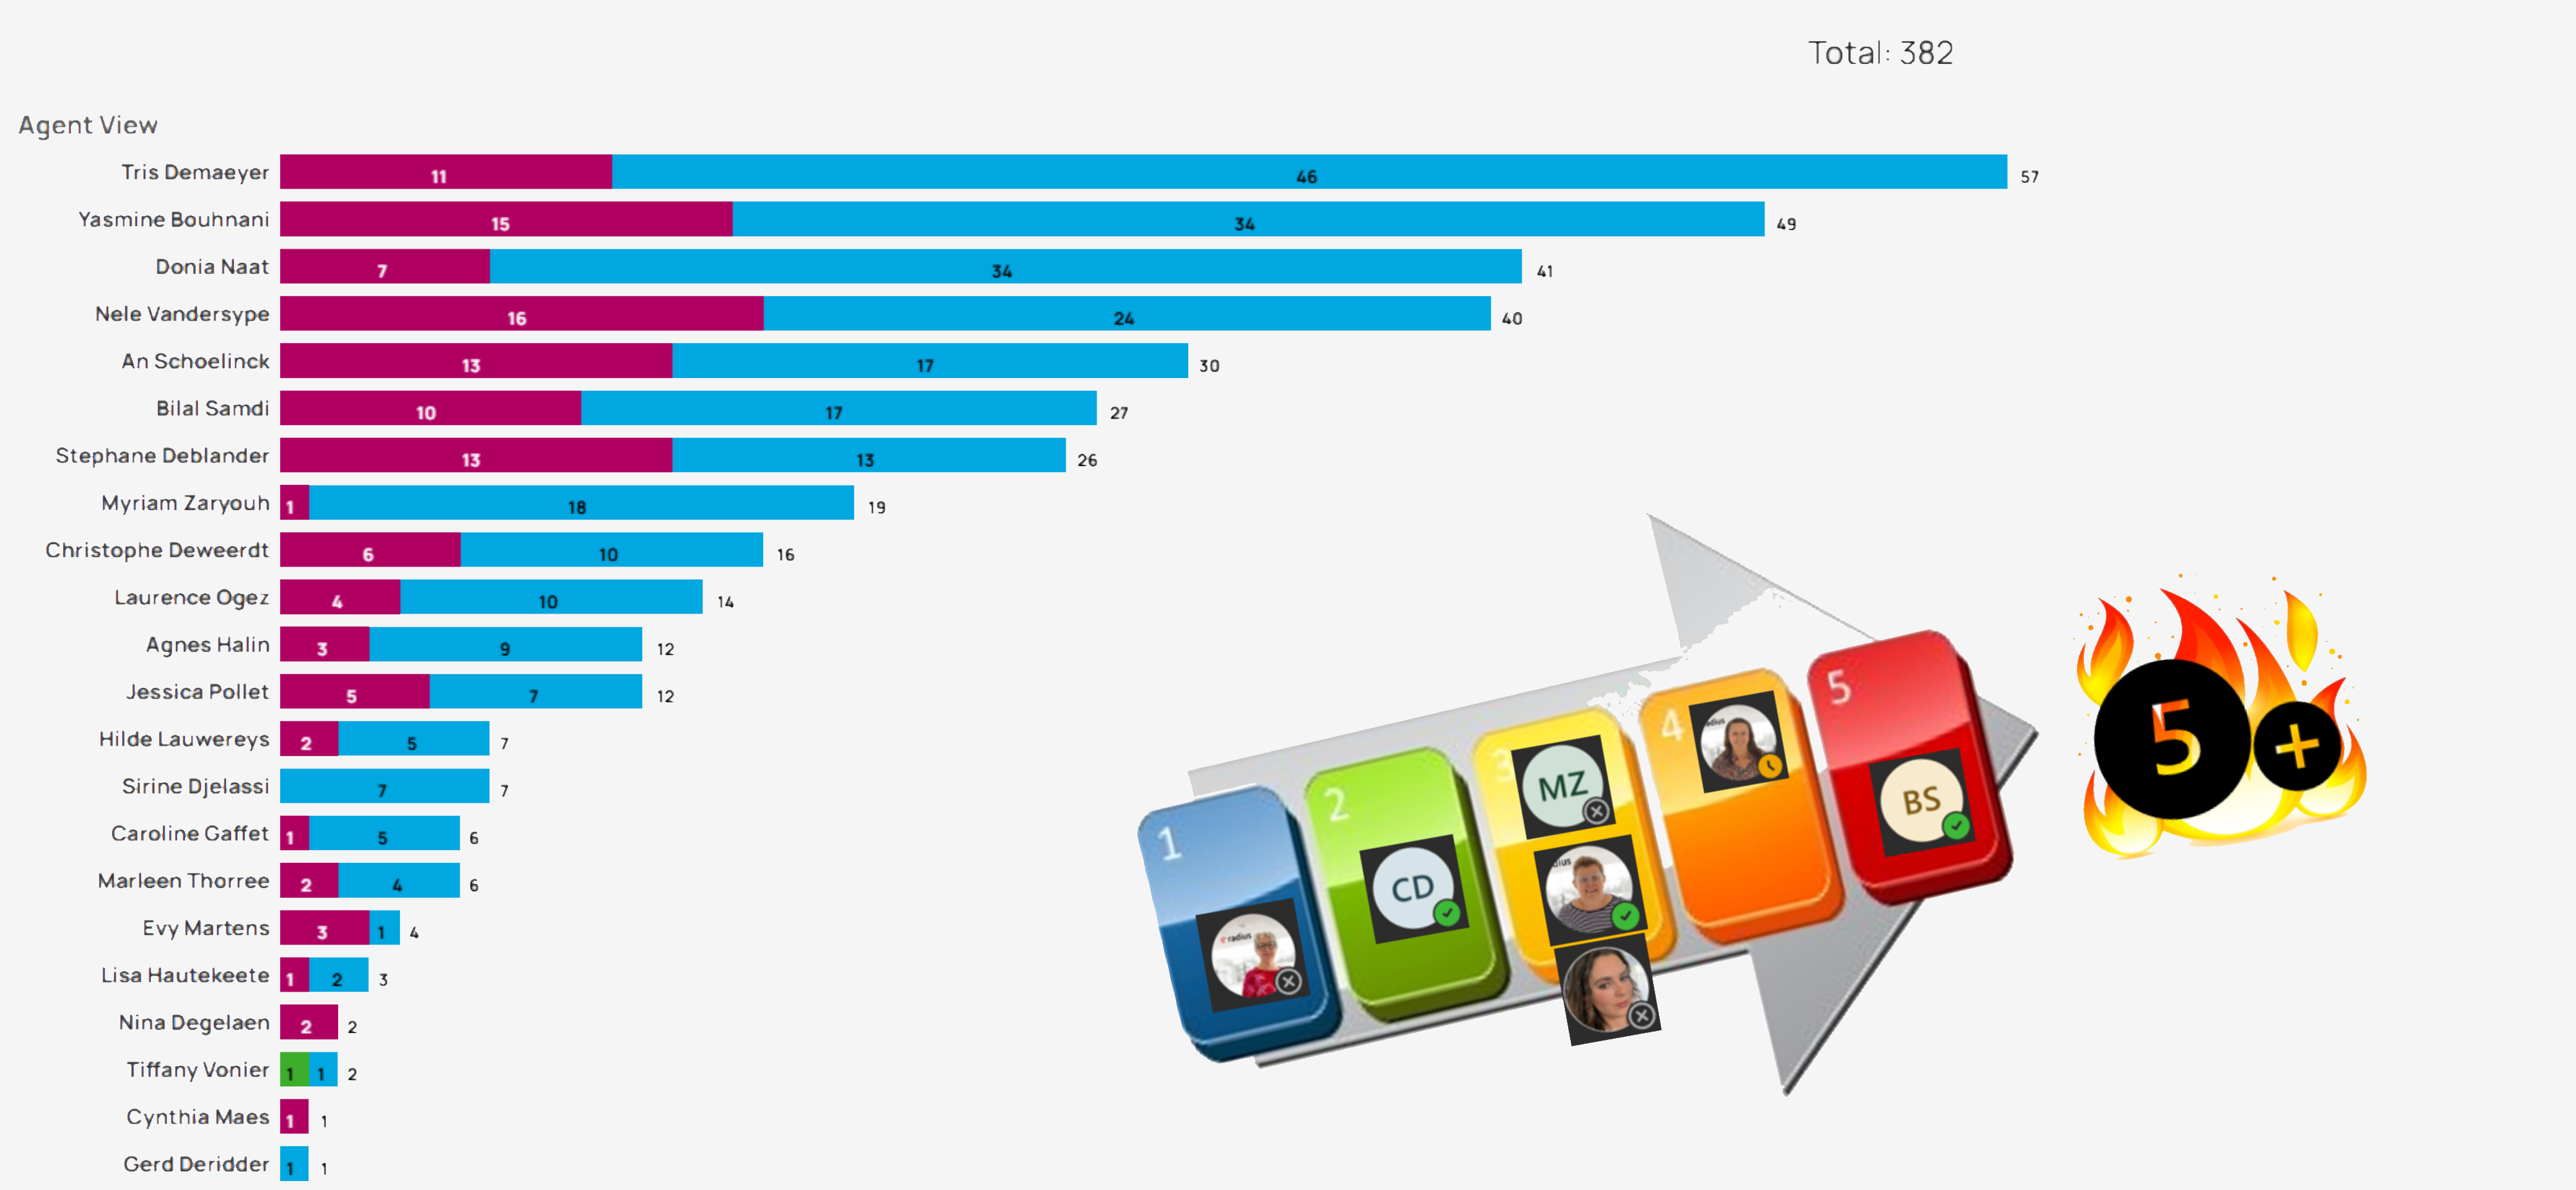 Total: 382
Agent View
Tris Demaeyer 11 46 57
Yasmine Bouhnani 15 34 49
Donia Naat 7 34 41
Nele Vandersype 16 24 40
An Schoelinck 13 17 30
Bilal Samdi 10 17 27
Stephane Deblander 13 13 26
Myriam Zaryouh 1 18 19
Christophe Deweerdt 6 10 16
Laurence Ogez 4 10 14
Agnes Halin 3 9 12
Jessica Pollet 5 7 12
Hilde Lauwereys 2 5 7
Sirine Djelassi 7 7
Caroline Gaffet 1 5 6
Marleen Thorree 2 4 6
Evy Martens 3 1 4
Lisa Hautekeete 1 2 3
Nina Degelaen 2 2
Tiffany Vonier 1 1 2
Cynthia Maes 1 1
Gerd Deridder 1 1
1
radius
2
CD
3
MZ
dius
4
dius
5
BS
5 +